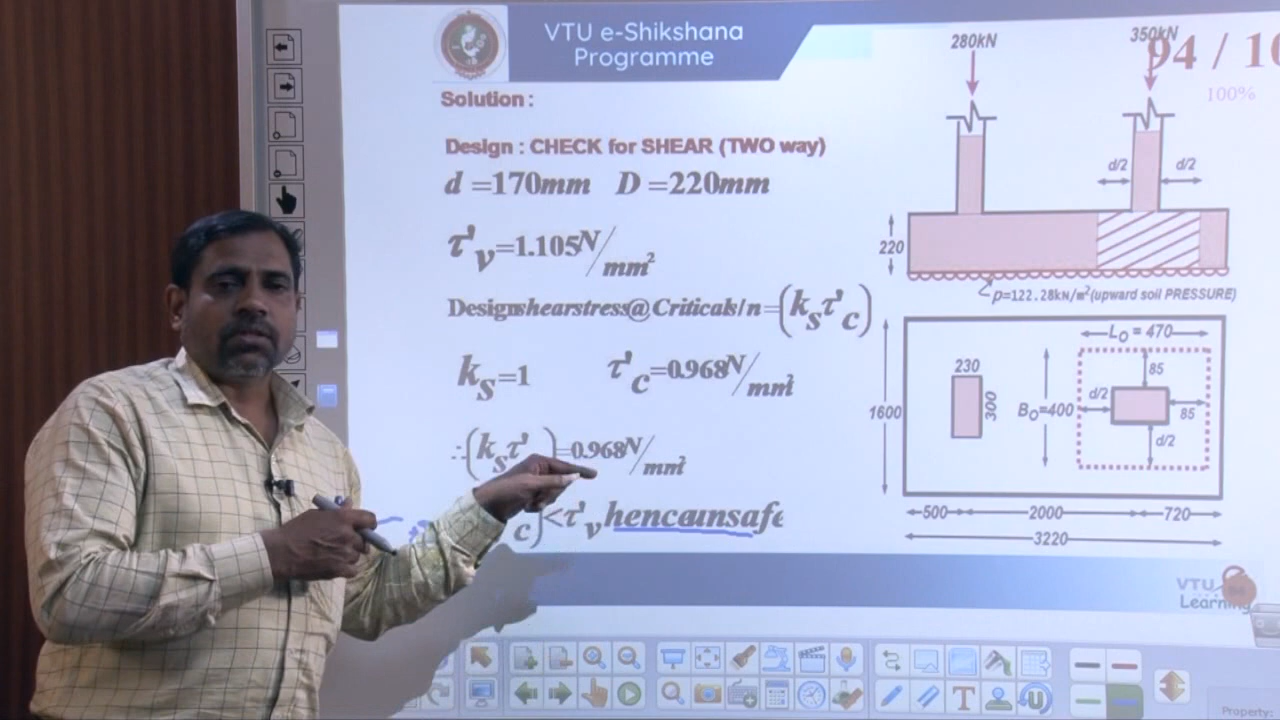 VTU e-Shikshana
Programme
94 / 10
100%
Solution :
Design : CHECK for SHEAR (TWO way)
d =170mm D =220mm
τ'v=1.105N/mm²
Designshearstress@Criticals/n=(ksτ'c)
ks=1 τ'c=0.968N/mm²
∴(ksτ' )=0.968N/mm²
c)<τ'v henceunsafe
280kN
350kN
d/2 d/2
220
p=122.28kN/m²(upward soil PRESSURE)
LO = 470
230
85
300
d/2
BO=400
85
1600
d/2
500 2000 720
3220
VTU
Learning
Property: